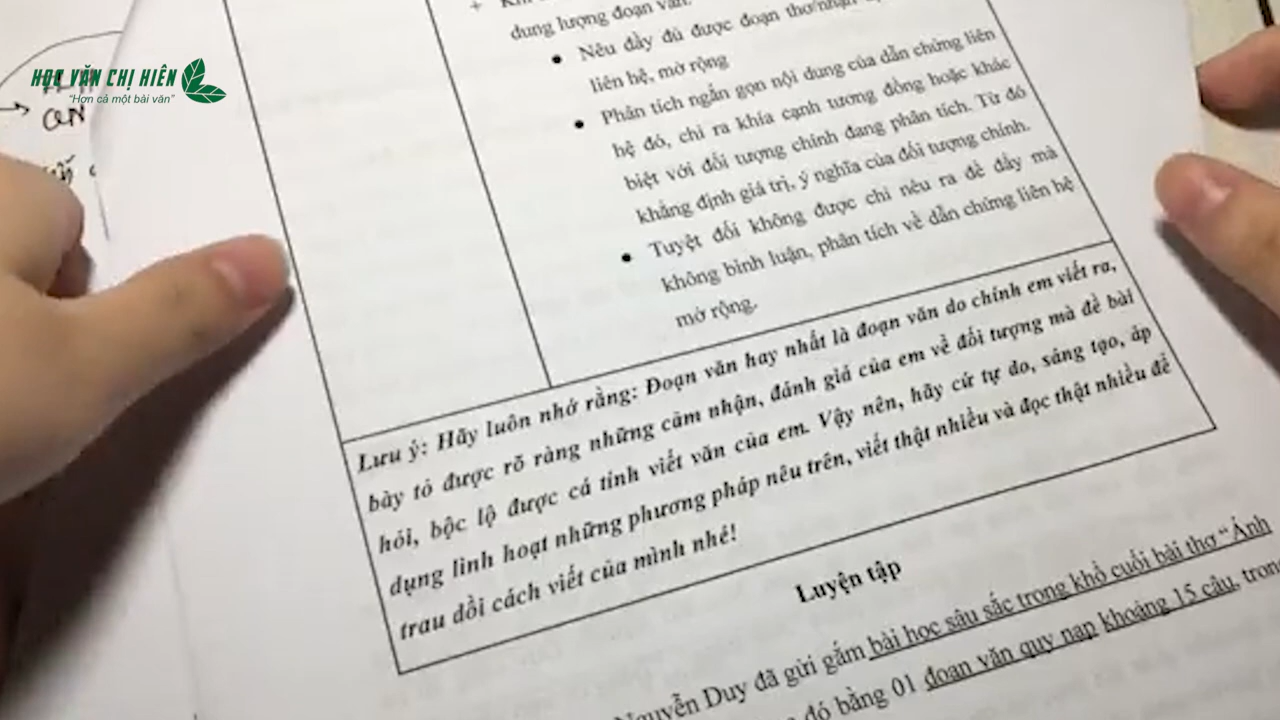 HỌC VĂN CHỊ HIÊN
“Hơn cả một bài văn”
dung lượng đoạn văn.
• Nêu đầy đủ được đoạn thơ/nhận
liên hệ, mở rộng
• Phân tích ngắn gọn nội dung của dẫn chứng liên
hệ đó, chỉ ra khía cạnh tương đồng hoặc khác
biệt với đối tượng chính đang phân tích. Từ đó
khẳng định giá trị, ý nghĩa của đối tượng chính.
• Tuyệt đối không được chỉ nêu ra để đấy mà
không bình luận, phân tích về dẫn chứng liên hệ
mở rộng.
Lưu ý: Hãy luôn nhớ rằng: Đoạn văn hay nhất là đoạn văn do chính em viết ra,
bày tỏ được rõ ràng những cảm nhận, đánh giá của em về đối tượng mà đề bài
hỏi, bộc lộ được cá tính viết văn của em. Vậy nên, hãy cứ tự do, sáng tạo, áp
dụng linh hoạt những phương pháp nêu trên, viết thật nhiều và đọc thật nhiều để
trau dồi cách viết của mình nhé!
Luyện tập
Nguyễn Duy đã gửi gắm bài học sâu sắc trong khổ cuối bài thơ “Ánh
đó bằng 01 đoạn văn quy nạp khoảng 15 câu, trong